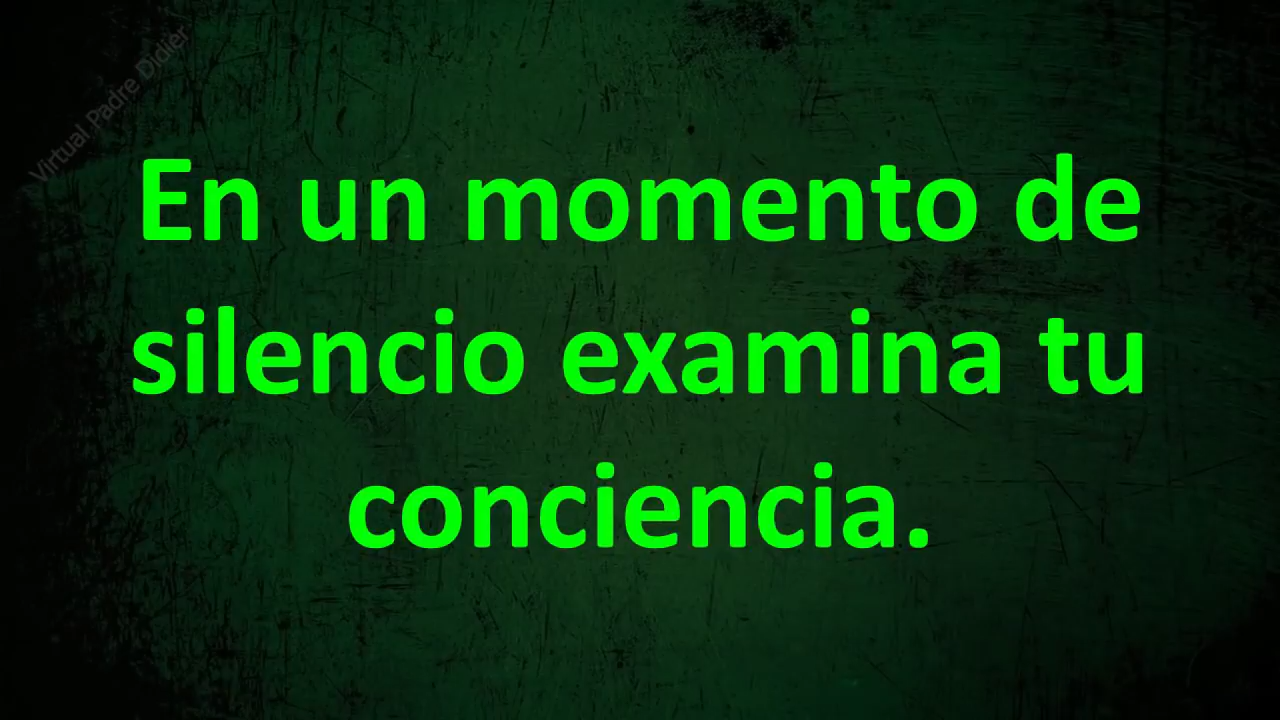 Virtual Padre Didier
En un momento de
silencio examina tu
conciencia.